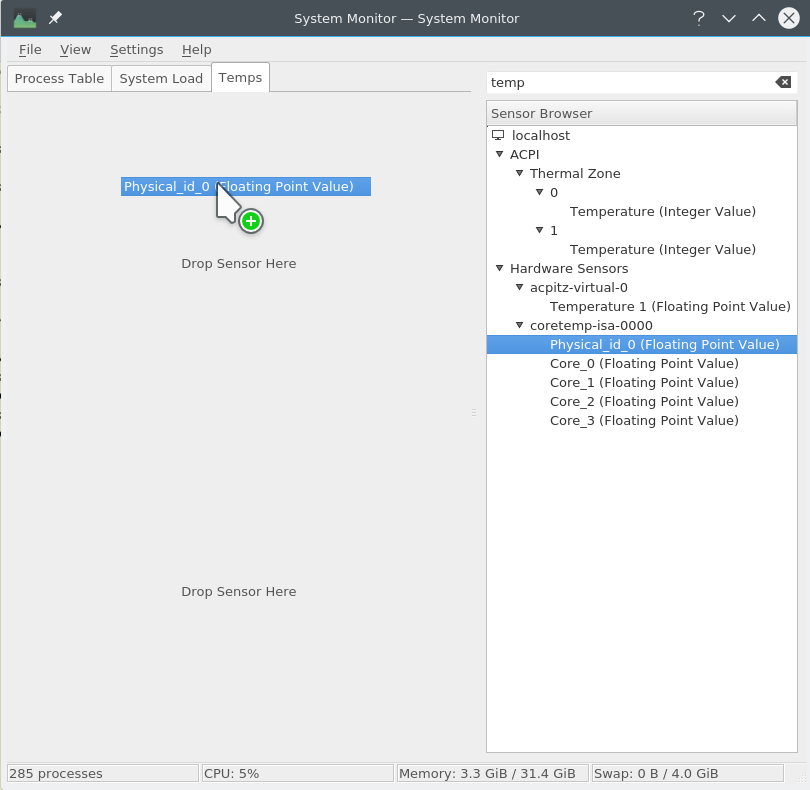 System Monitor — System Monitor
File View Settings Help
Process Table System Load Temps
temp
Sensor Browser
localhost
ACPI
Thermal Zone
0
Temperature (Integer Value)
1
Temperature (Integer Value)
Hardware Sensors
acpitz-virtual-0
Temperature 1 (Floating Point Value)
coretemp-isa-0000
Physical_id_0 (Floating Point Value)
Core_0 (Floating Point Value)
Core_1 (Floating Point Value)
Core_2 (Floating Point Value)
Core_3 (Floating Point Value)
Physical_id_0 (Floating Point Value)
Drop Sensor Here
Drop Sensor Here
285 processes CPU: 5% Memory: 3.3 GiB / 31.4 GiB Swap: 0 B / 4.0 GiB